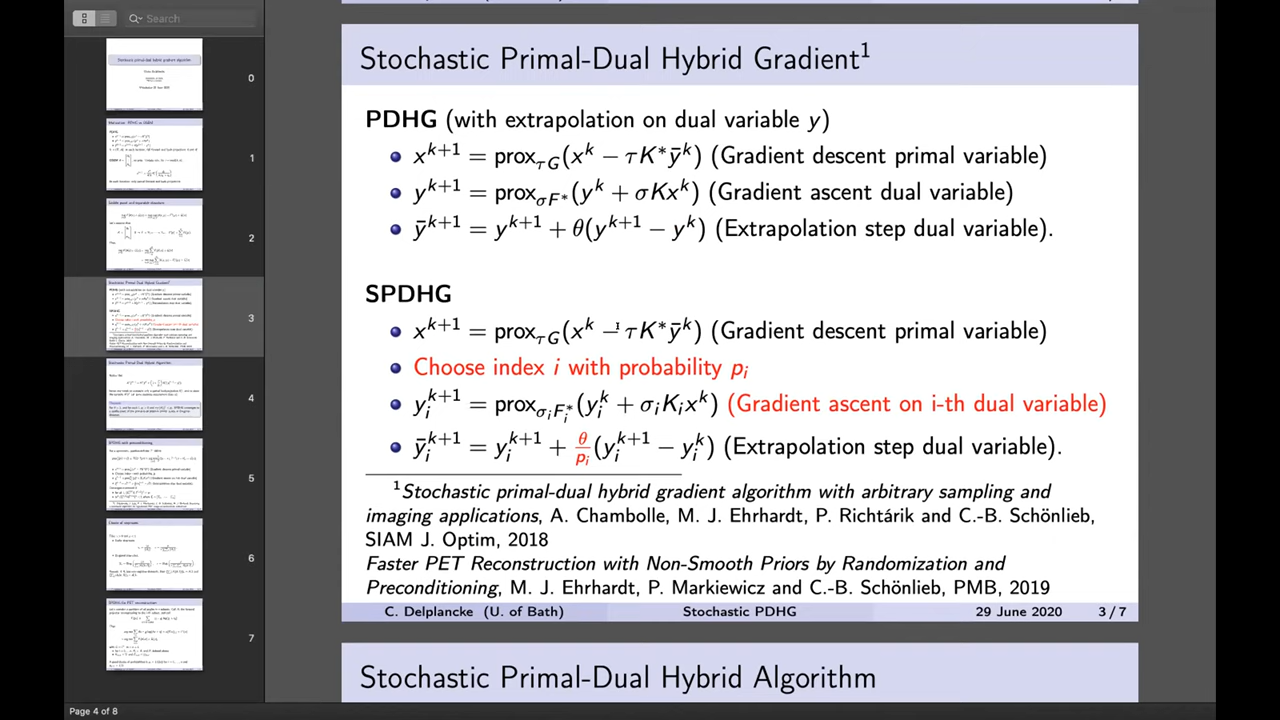 Search
0
1
2
3
4
5
6
7
Page 4 of 8
Stochastic Primal-Dual Hybrid Gradient¹
PDHG (with extrapolation on dual variable y)
x^{k+1} = prox_{τG}(x^k − τK*ȳ^k) (Gradient descent primal variable)
y^{k+1} = prox_{σF*}(y^k + σKx^k) (Gradient ascent dual variable)
ȳ^{k+1} = y^{k+1} + θ(y^{k+1} − y^k) (Extrapolation step dual variable).
SPDHG
x^{k+1} = prox_{τG}(x^k − τK*ȳ^k) (Gradient descent primal variable)
Choose index i with probability p_i
y_i^{k+1} = prox_{σ_iF_i*}(y_i^k + σ_iK_ix^k) (Gradient ascent on i-th dual variable)
ȳ_i^{k+1} = y_i^{k+1} + θ/p_i (y^{k+1} − y_i^k) (Extrapolation step dual variable).
¹Stochastic primal-dual hybrid gradient algorithm with arbitrary sampling and
imaging applications, A. Chambolle, M. J. Ehrhardt, P. Richtárik and C.-B. Schönlieb,
SIAM J. Optim, 2018
Faster PET Reconstruction with Non-Smooth Priors by Randomization and
Preconditioning, M. J. Ehrhardt, P. Markiewicz and C.-B. Schönlieb, PMB, 2019
Delplancke (U. of Bath) Stochastic PDHG 29 June 2020 3 / 7
Stochastic Primal-Dual Hybrid Algorithm